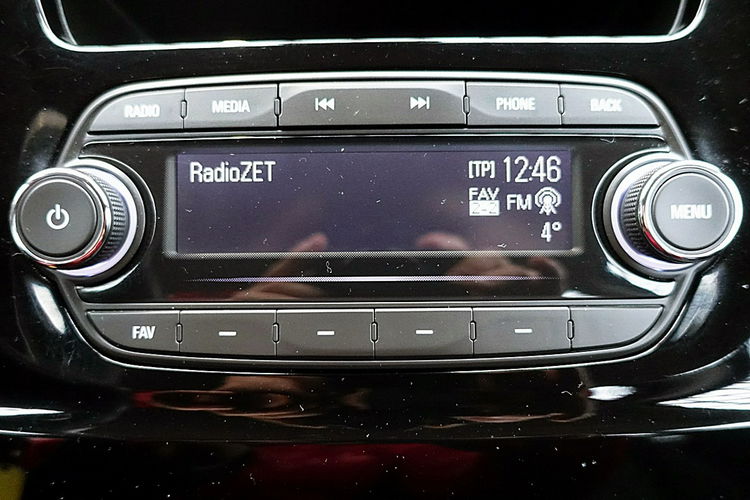 RADIO MEDIA PHONE BACK
RadioZET [TP] 12:46
FAV
FM
4°
MENU
FAV